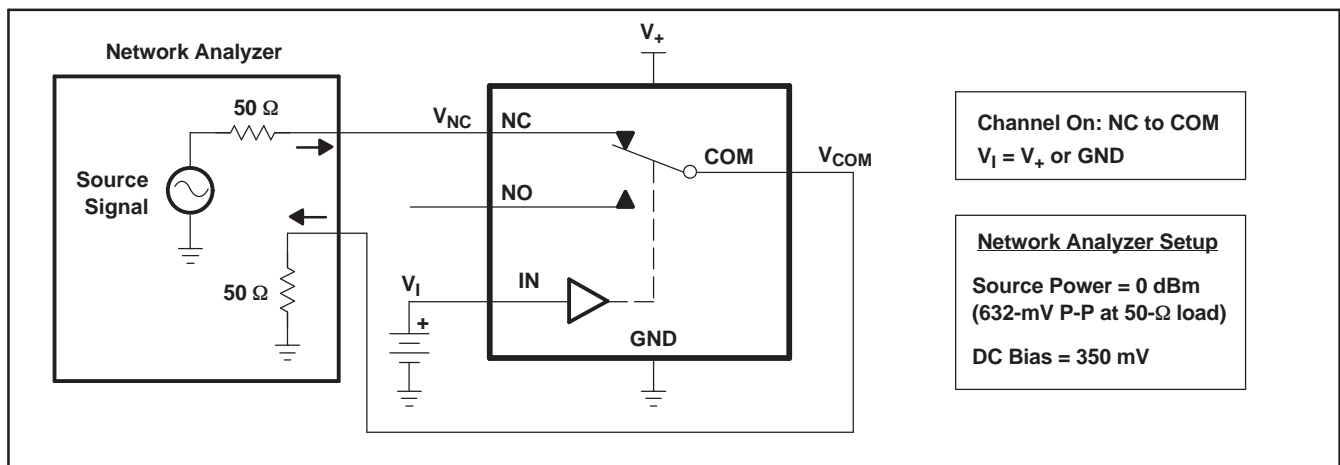 Network Analyzer
50 Ω
Source
Signal
50 Ω
V+
VNC
NC
COM
VCOM
NO
VI
IN
+
GND
Channel On: NC to COM
VI = V+ or GND
Network Analyzer Setup
Source Power = 0 dBm
(632-mV P-P at 50-Ω load)
DC Bias = 350 mV